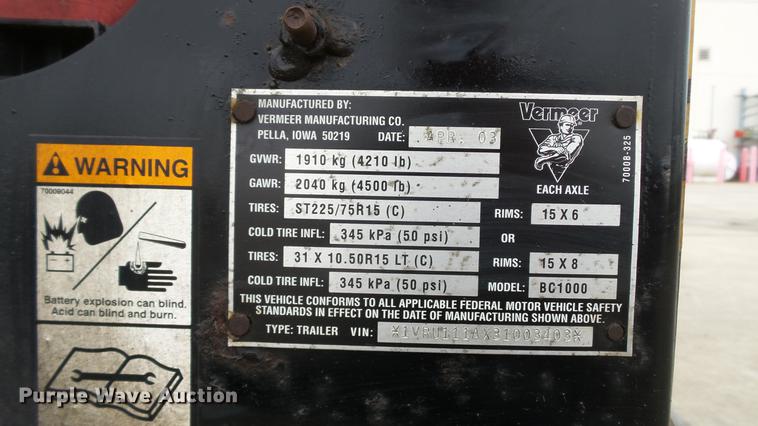 MANUFACTURED BY:
VERMEER MANUFACTURING CO.
PELLA, IOWA 50219 DATE: APR. 03
Vermeer
EACH AXLE
7000B-325
GVWR: 1910 kg (4210 lb)
GAWR: 2040 kg (4500 lb)
TIRES: ST225/75R15 (C) RIMS: 15 X 6
COLD TIRE INFL: 345 kPa (50 psi) OR
TIRES: 31 X 10.50R15 LT (C) RIMS: 15 X 8
COLD TIRE INFL: 345 kPa (50 psi) MODEL: BC1000
THIS VEHICLE CONFORMS TO ALL APPLICABLE FEDERAL MOTOR VEHICLE SAFETY
STANDARDS IN EFFECT ON THE DATE OF MANUFACTURING SHOWN ABOVE.
TYPE: TRAILER VIN:
WARNING
70009044
Battery explosion can blind.
Acid can blind and burn.
Purple Wave Auction